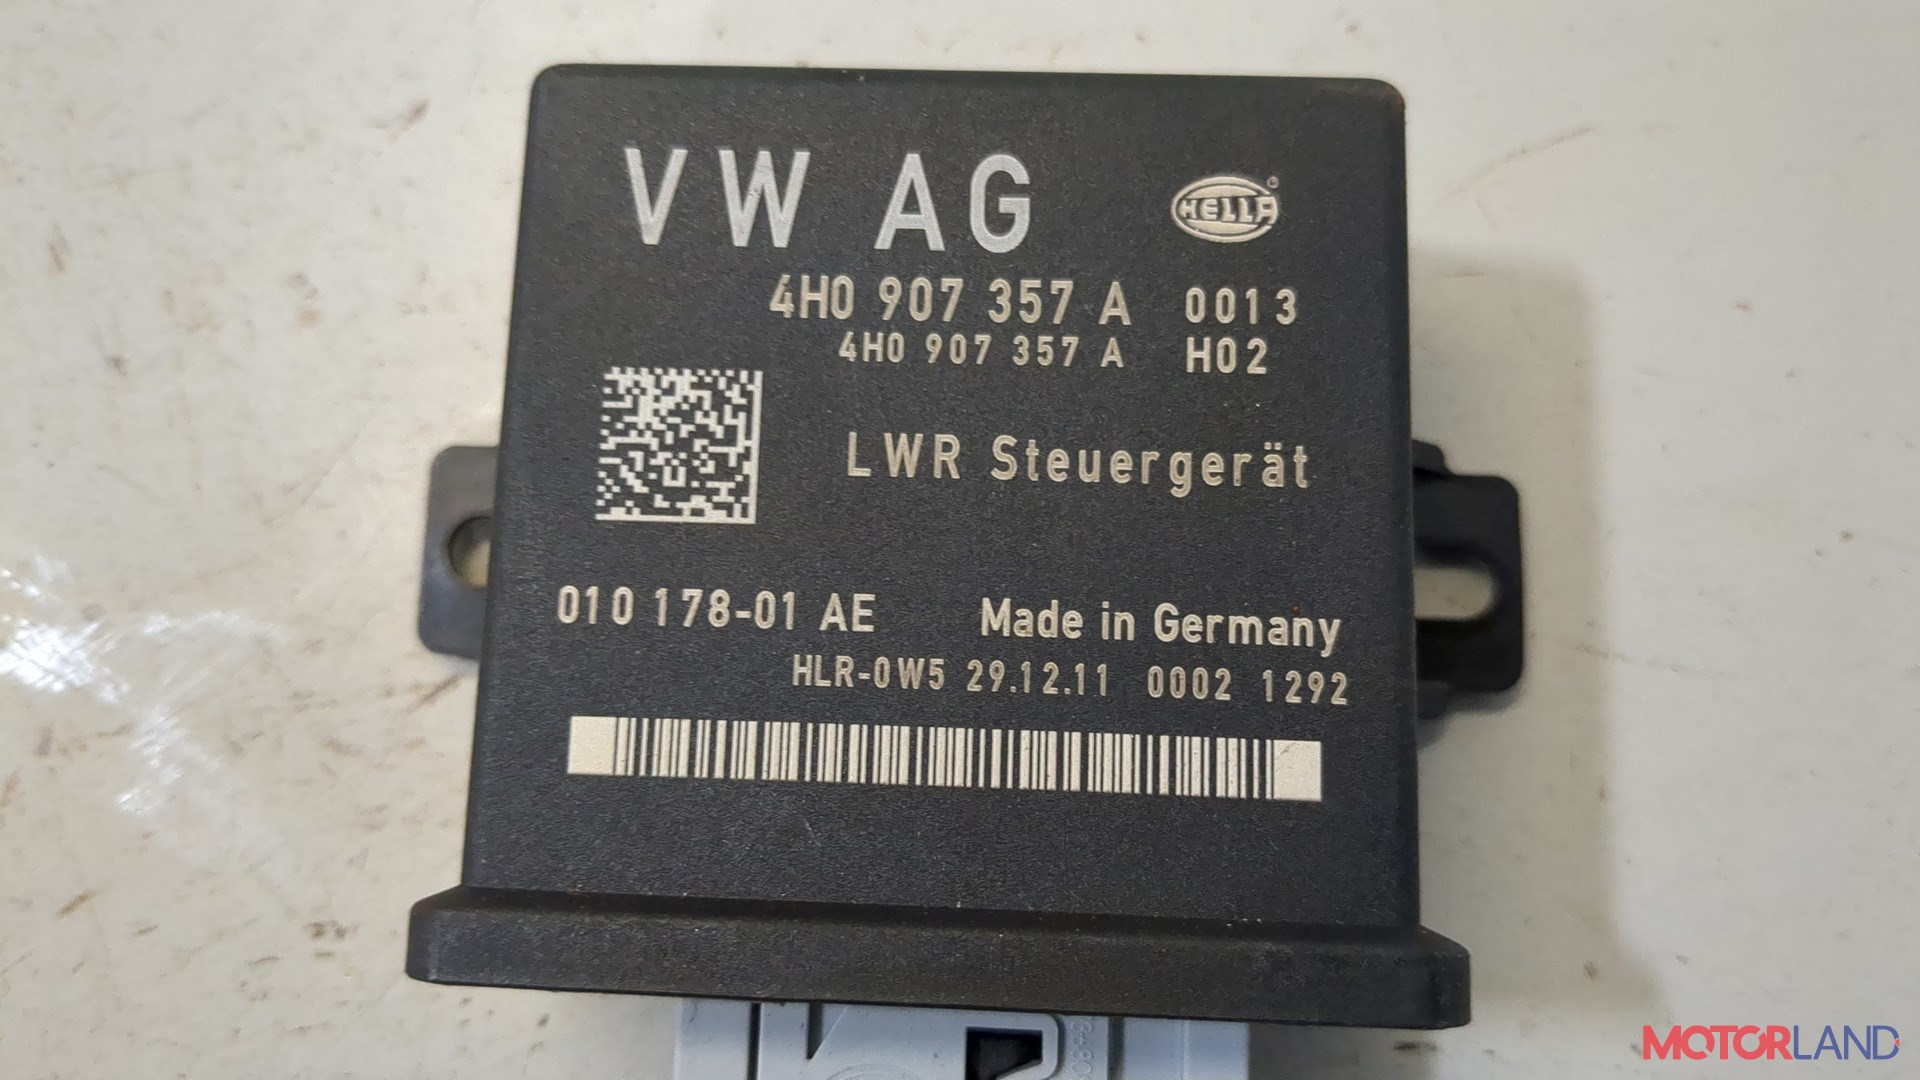 VW AG
HELLA
4H0 907 357 A 0013
4H0 907 357 A H02
LWR Steuergerät
010 178-01 AE Made in Germany
HLR-0W5 29.12.11 0002 1292
MOTORLAND